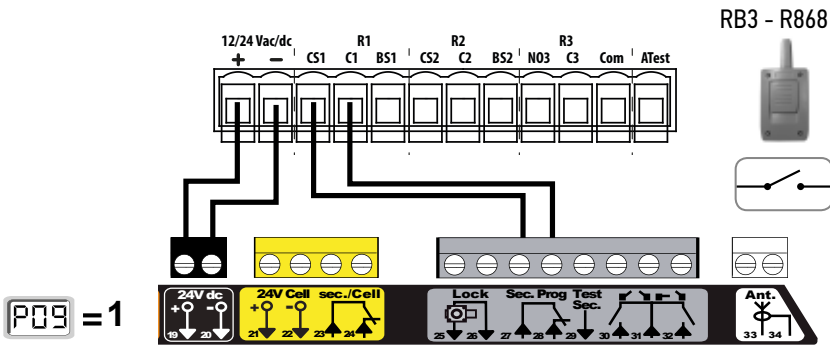 RB3 - R868
12/24 Vac/dc R1 R2 R3
+ − CS1 C1 BS1 CS2 C2 BS2 NO3 C3 Com ATest
P09 = 1
24V dc 24V Cell sec./Cell Lock Sec. Prog Test Sec. Ant.
+ - + -
19 20 21 22 23 24 25 26 27 28 29 30 31 32 33 34